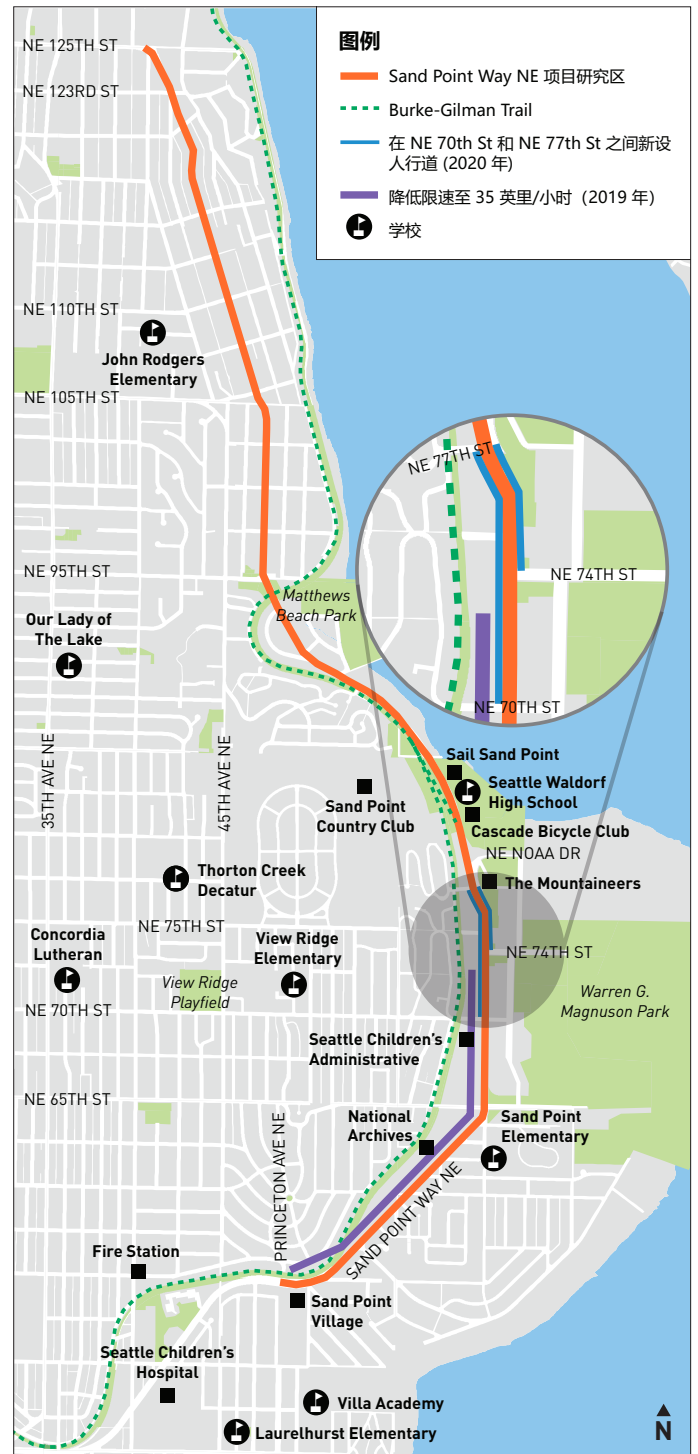 图例
Sand Point Way NE 项目研究区
Burke-Gilman Trail
在 NE 70th St 和 NE 77th St 之间新设
人行道 (2020 年)
降低限速至 35 英里/小时（2019 年）
学校
NE 125TH ST
NE 123RD ST
NE 110TH ST
John Rodgers
Elementary
NE 105TH ST
NE 77TH ST
NE 74TH ST
NE 70TH ST
NE 95TH ST
Matthews
Beach Park
Our Lady of
The Lake
35TH AVE NE
45TH AVE NE
Sail Sand Point
Seattle Waldorf
High School
Sand Point
Country Club
Cascade Bicycle Club
NE NOAA DR
Thorton Creek
Decatur
The Mountaineers
NE 75TH ST
Concordia
Lutheran
View Ridge
Elementary
NE 74TH ST
View Ridge
Playfield
Warren G.
Magnuson Park
NE 70TH ST
Seattle Children's
Administrative
NE 65TH ST
National
Archives
Sand Point
Elementary
PRINCETON AVE NE
SAND POINT WAY NE
Fire Station
Sand Point
Village
Seattle Children's
Hospital
Villa Academy
Laurelhurst Elementary
N